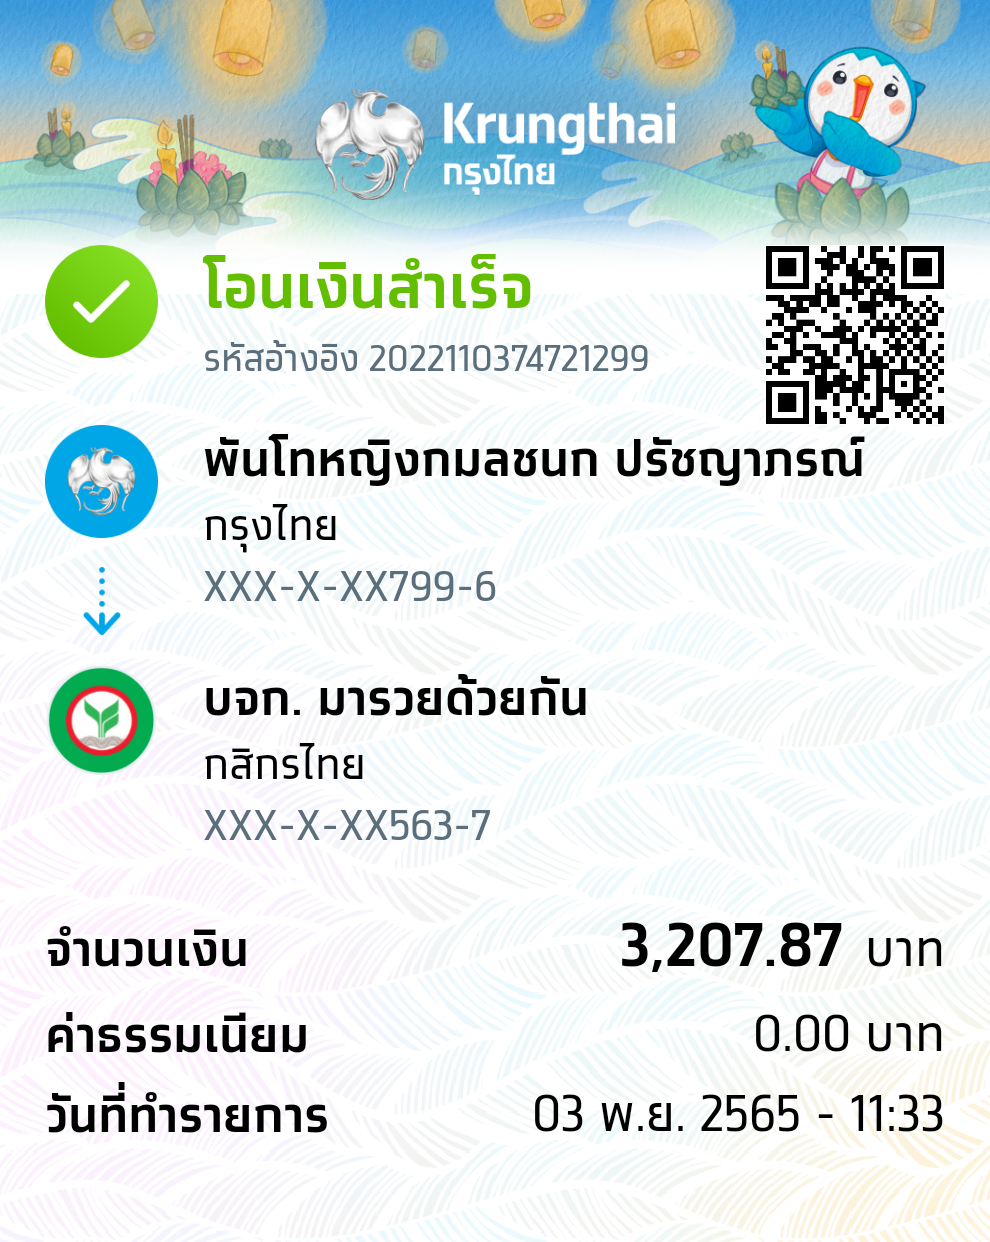 Krungthai
กรุงไทย
โอนเงินสำเร็จ
รหัสอ้างอิง 2022110374721299
พันโทหญิงกมลชนก ปรัชญาภรณ์
กรุงไทย
XXX-X-XX799-6
บจก. มารวยด้วยกัน
กสิกรไทย
XXX-X-XX563-7
จำนวนเงิน 3,207.87 บาท
ค่าธรรมเนียม 0.00 บาท
วันที่ทำรายการ 03 พ.ย. 2565 - 11:33